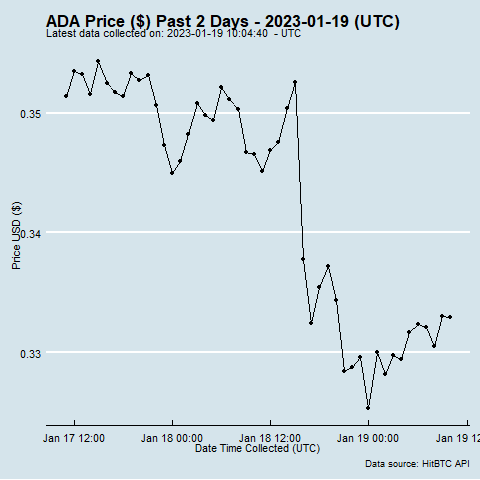 ADA Price ($) Past 2 Days - 2023-01-19 (UTC)
Latest data collected on: 2023-01-19 10:04:40  - UTC
0.35
0.34
0.33
Price USD ($)
Jan 17 12:00
Jan 18 00:00
Jan 18 12:00
Jan 19 00:00
Jan 19 12
Date Time Collected (UTC)
Data source: HitBTC API